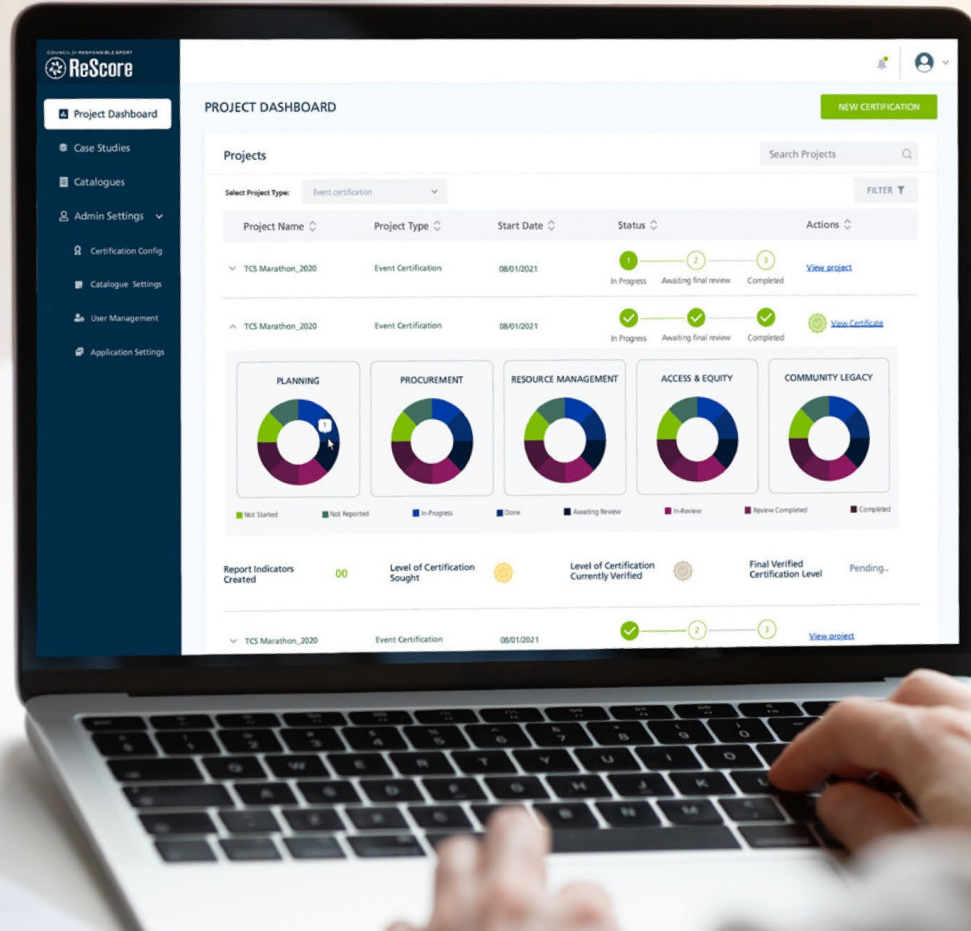 COUNCIL for RESPONSIBLE SPORT
ReScore
Project Dashboard
Case Studies
Catalogues
Admin Settings
Certification Config
Catalogue Settings
User Management
Application Settings
PROJECT DASHBOARD
NEW CERTIFICATION
Projects
Search Projects
Select Project Type:
Event certification
FILTER
Project Name
Project Type
Start Date
Status
Actions
TCS Marathon_2020
Event Certification
08/01/2021
1
2
3
In Progress
Awaiting final review
Completed
View project
TCS Marathon_2020
Event Certification
08/01/2021
In Progress
Awaiting final review
Completed
View Certificate
PLANNING
PROCUREMENT
RESOURCE MANAGEMENT
ACCESS & EQUITY
COMMUNITY LEGACY
1
Not Started
Not Reported
In-Progress
Done
Awaiting Review
In-Review
Review Completed
Completed
Report Indicators
Created
00
Level of Certification
Sought
Level of Certification
Currently Verified
Final Verified
Certification Level
Pending..
TCS Marathon_2020
Event Certification
08/01/2021
2
3
View project